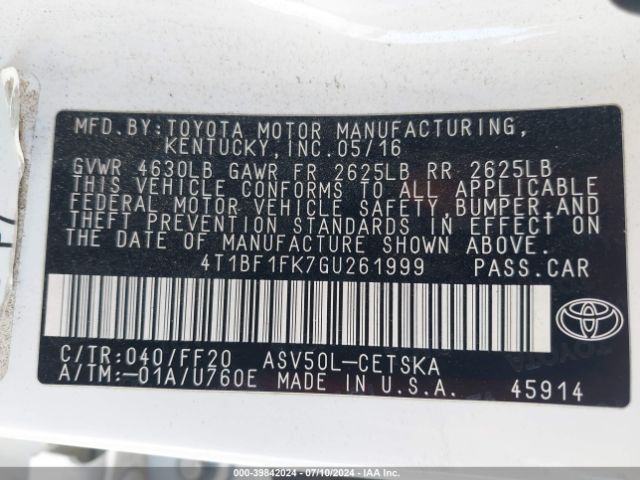 MFD.BY:TOYOTA MOTOR MANUFACTURING,
KENTUCKY,INC.05/16
GVWR 4630LB GAWR FR 2625LB RR 2625LB
THIS VEHICLE CONFORMS TO ALL APPLICABLE
FEDERAL MOTOR VEHICLE SAFETY,BUMPER,AND
THEFT PREVENTION STANDARDS IN EFFECT ON
THE DATE OF MANUFACTURE SHOWN ABOVE.
4T1BF1FK7GU261999 PASS.CAR
C/TR:040/FF20 ASV50L-CETSKA
A/TM:-01A/U760E MADE IN U.S.A. 45914
000-39842024 - 07/10/2024 - IAAI.COM